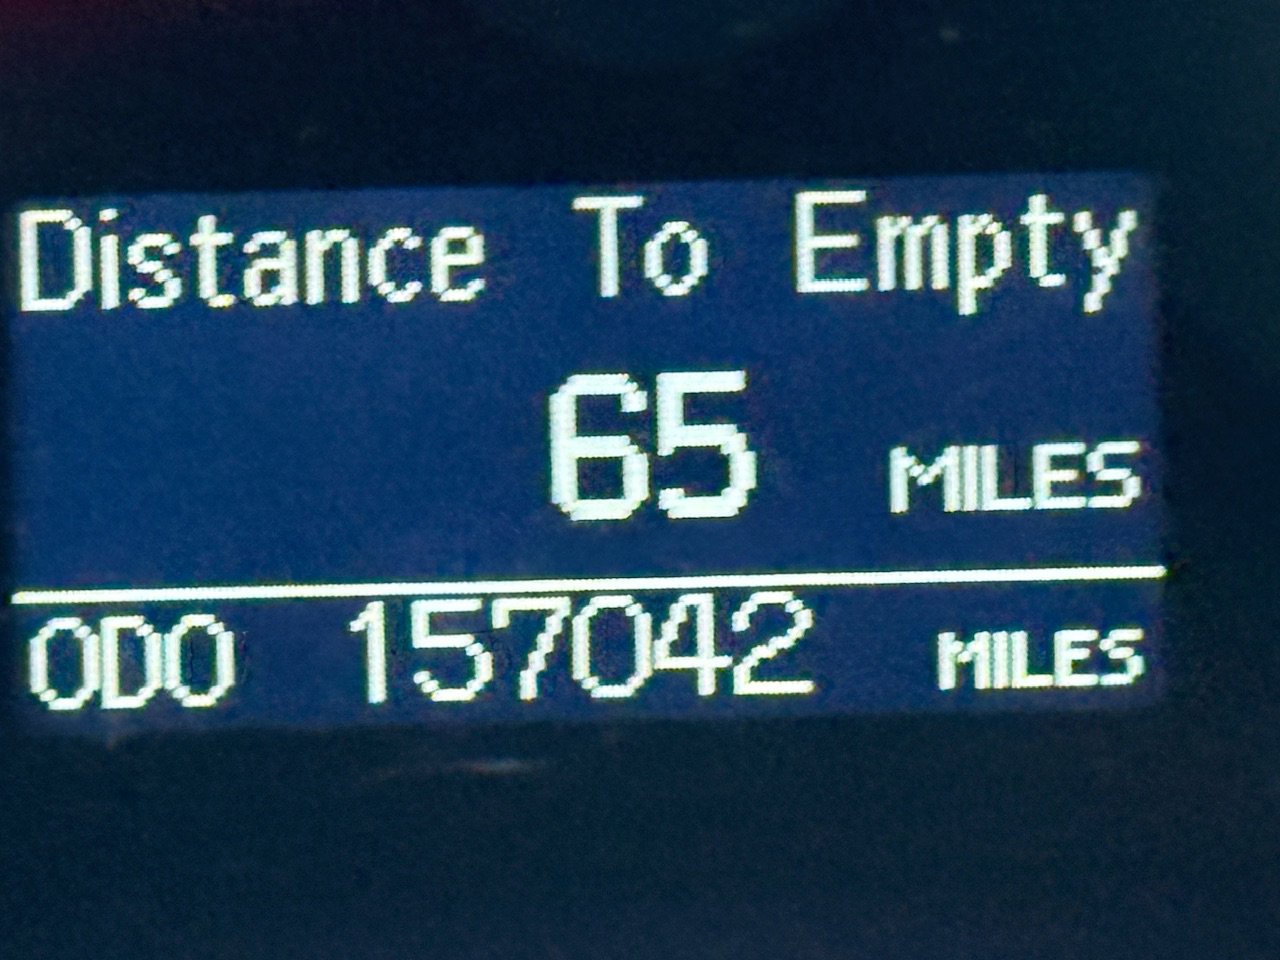 Distance To Empty
65 MILES
ODO 157042 MILES